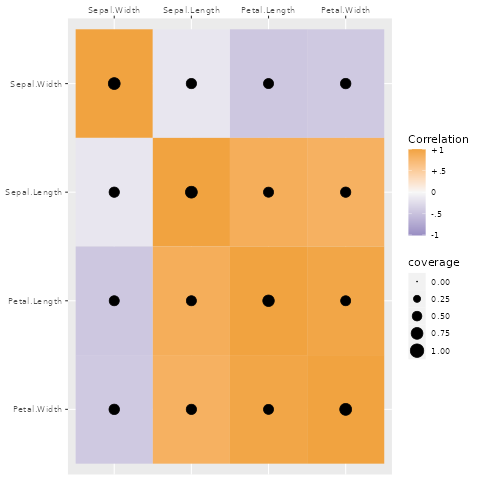 Sepal.Width Sepal.Length Petal.Length Petal.Width
Sepal.Width
Sepal.Length
Petal.Length
Petal.Width
Correlation
+1
+.5
0
-.5
-1
coverage
0.00
0.25
0.50
0.75
1.00